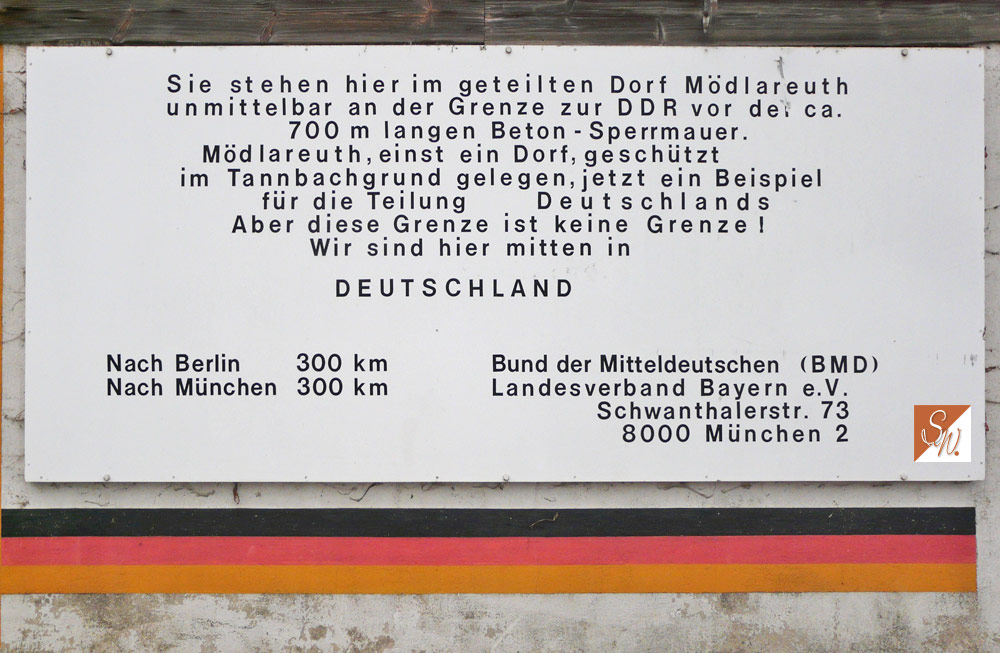 Sie stehen hier im geteilten Dorf Mödlareuth
unmittelbar an der Grenze zur DDR vor der ca.
700 m langen Beton-Sperrmauer.
Mödlareuth, einst ein Dorf, geschützt
im Tannbachgrund gelegen, jetzt ein Beispiel
für die Teilung Deutschlands
Aber diese Grenze ist keine Grenze!
Wir sind hier mitten in
DEUTSCHLAND
Nach Berlin 300 km
Nach München 300 km
Bund der Mitteldeutschen (BMD)
Landesverband Bayern e.V.
Schwanthalerstr. 73
8000 München 2
SW.